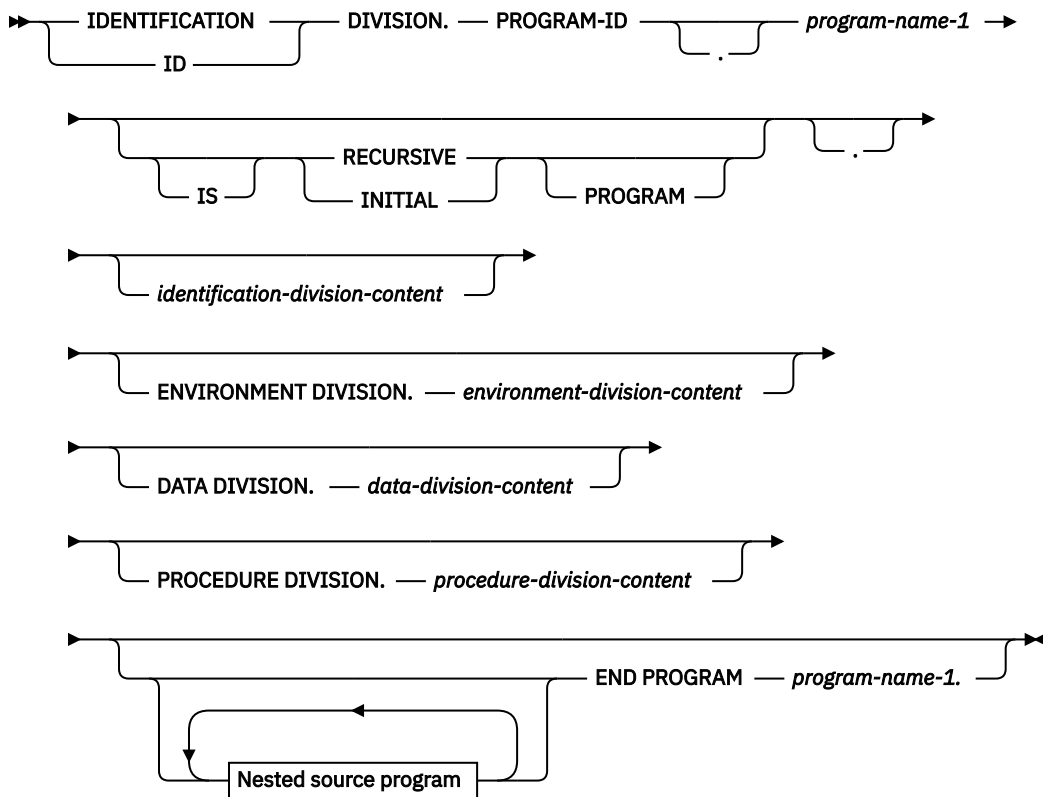 IDENTIFICATION DIVISION. PROGRAM-ID . program-name-1
ID
RECURSIVE .
IS INITIAL PROGRAM
identification-division-content
ENVIRONMENT DIVISION. environment-division-content
DATA DIVISION. data-division-content
PROCEDURE DIVISION. procedure-division-content
END PROGRAM program-name-1.
Nested source program